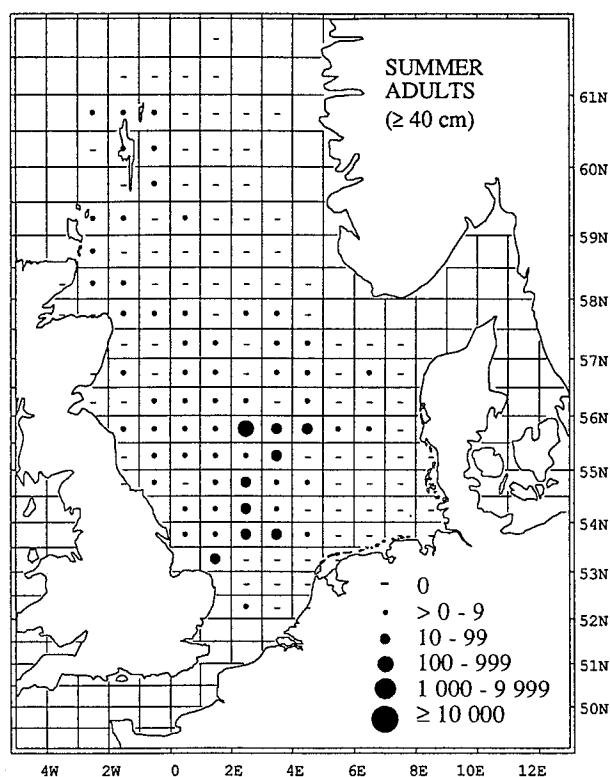 SUMMER
ADULTS
(≥ 40 cm)
61N
60N
59N
58N
57N
56N
55N
54N
53N
52N
51N
50N
- 0
> 0 - 9
10 - 99
100 - 999
1 000 - 9 999
≥ 10 000
4W 2W 0 2E 4E 6E 8E 10E 12E